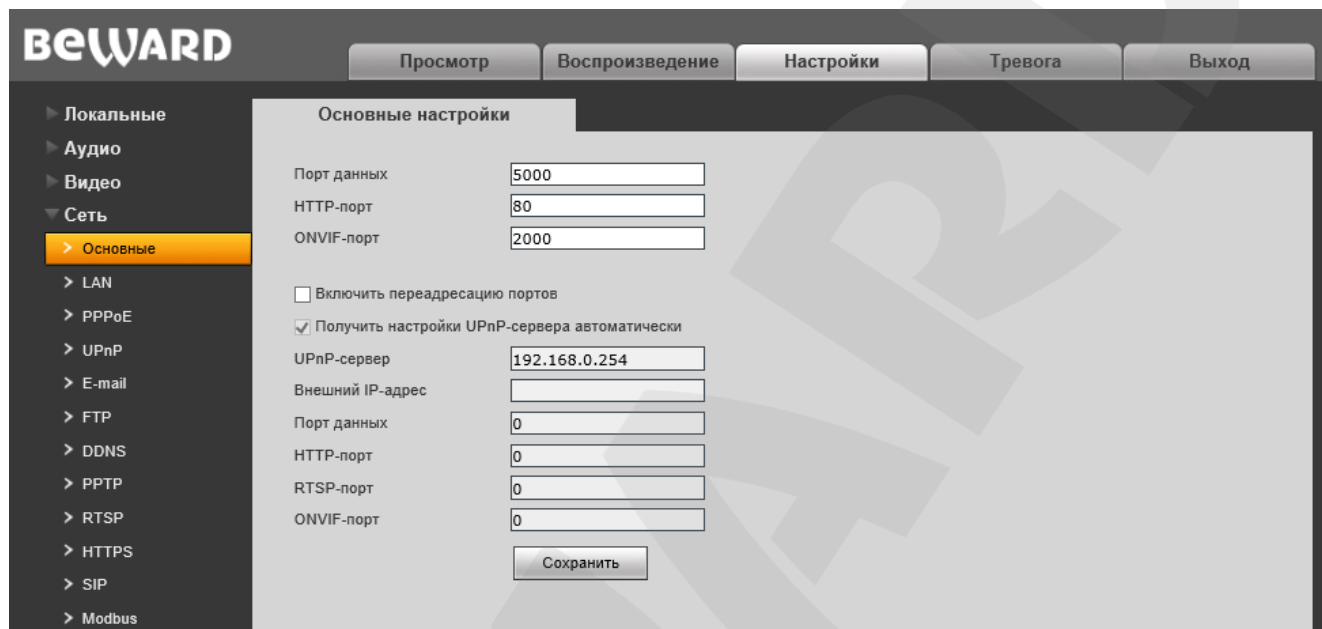 BEWARD
Просмотр
Воспроизведение
Настройки
Тревога
Выход
Локальные
Аудио
Видео
Сеть
Основные
LAN
PPPoE
UPnP
E-mail
FTP
DDNS
PPTP
RTSP
HTTPS
SIP
Modbus
Основные настройки
Порт данных 5000
HTTP-порт 80
ONVIF-порт 2000
Включить переадресацию портов
Получить настройки UPnP-сервера автоматически
UPnP-сервер 192.168.0.254
Внешний IP-адрес
Порт данных 0
HTTP-порт 0
RTSP-порт 0
ONVIF-порт 0
Сохранить